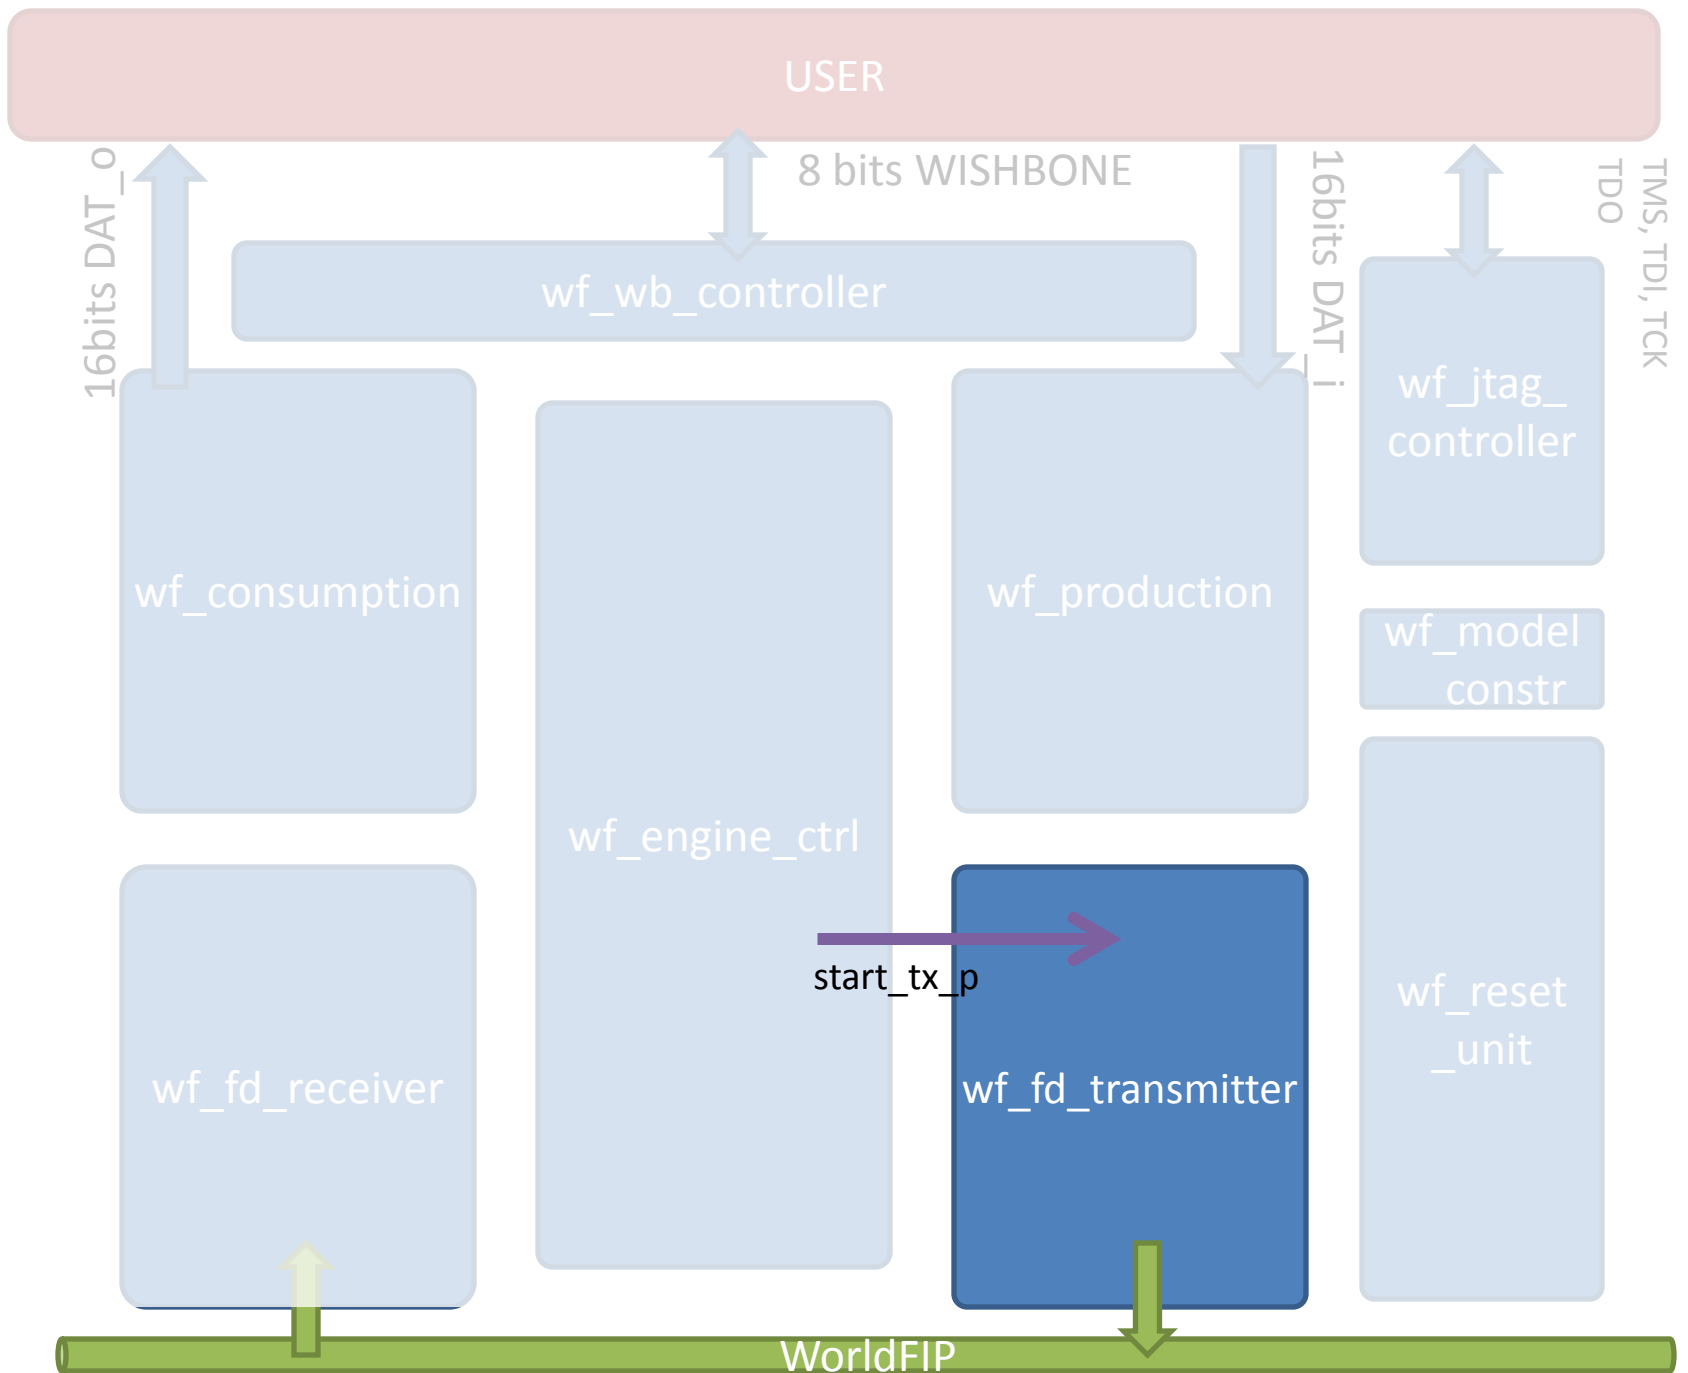 USER
16bits DAT_o
8 bits WISHBONE
16bits DAT_i
TMS, TDI, TCK
TDO
wf_wb_controller
wf_jtag_
controller
wf_consumption
wf_production
wf_model
constr
wf_engine_ctrl
start_tx_p
wf_reset
_unit
wf_fd_receiver
wf_fd_transmitter
WorldFIP